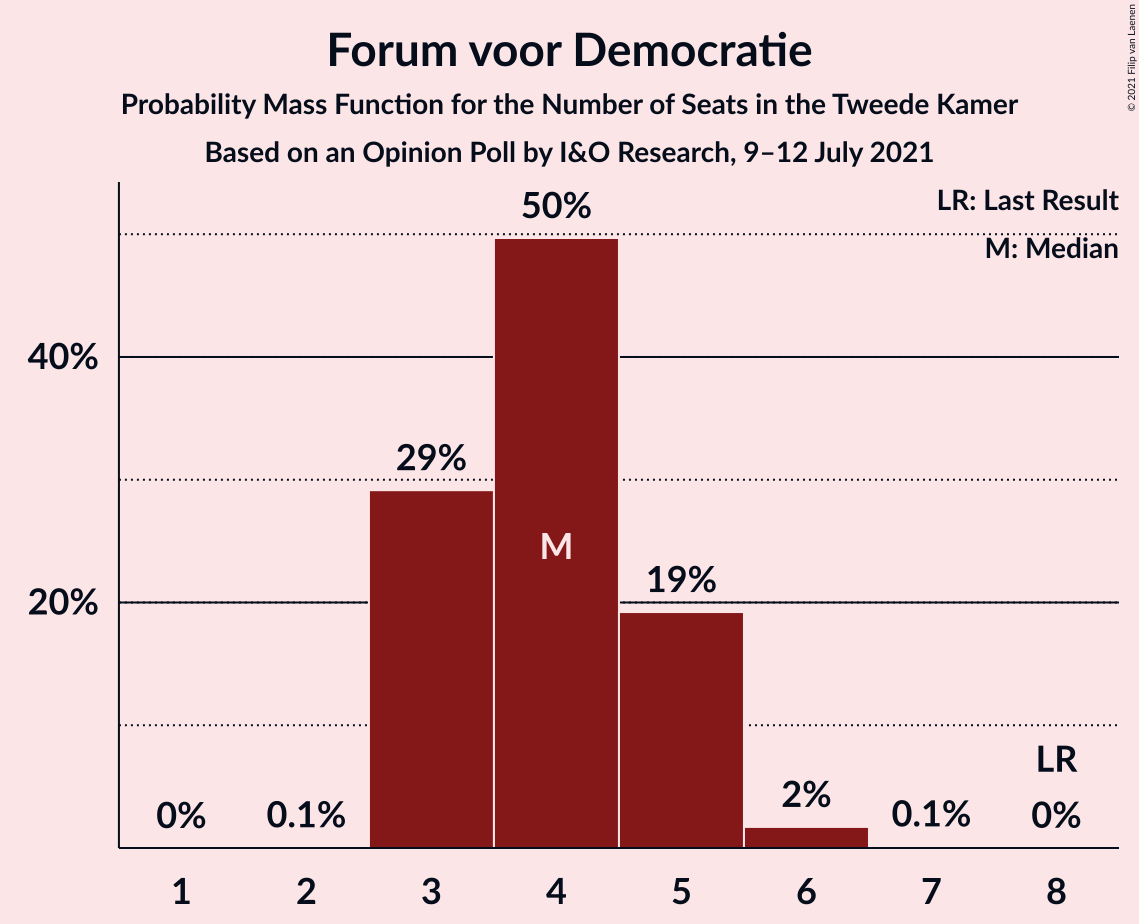 Forum voor Democratie
Probability Mass Function for the Number of Seats in the Tweede Kamer
Based on an Opinion Poll by I&O Research, 9–12 July 2021
© 2021 Filip van Laenen
LR: Last Result
M: Median
50%
40%
29%
M
20%
19%
LR
0%
0.1%
2%
0.1%
0%
1 2 3 4 5 6 7 8